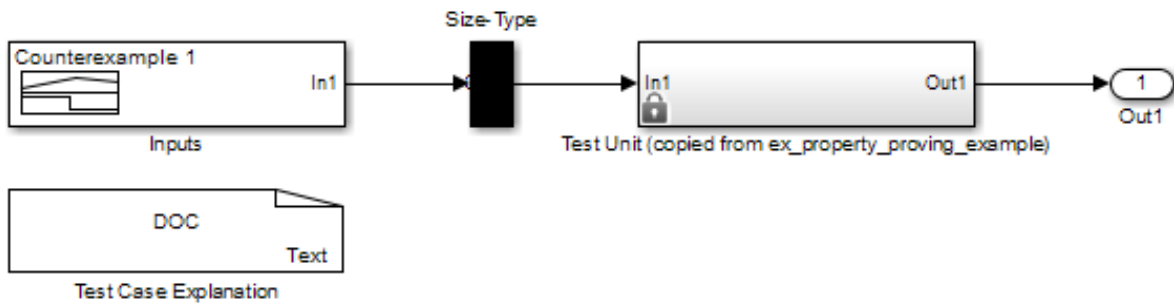 Size-Type
Counterexample 1
In1
In1
Out1
1
Out1
Inputs
Test Unit (copied from ex_property_proving_example)
DOC
Text
Test Case Explanation